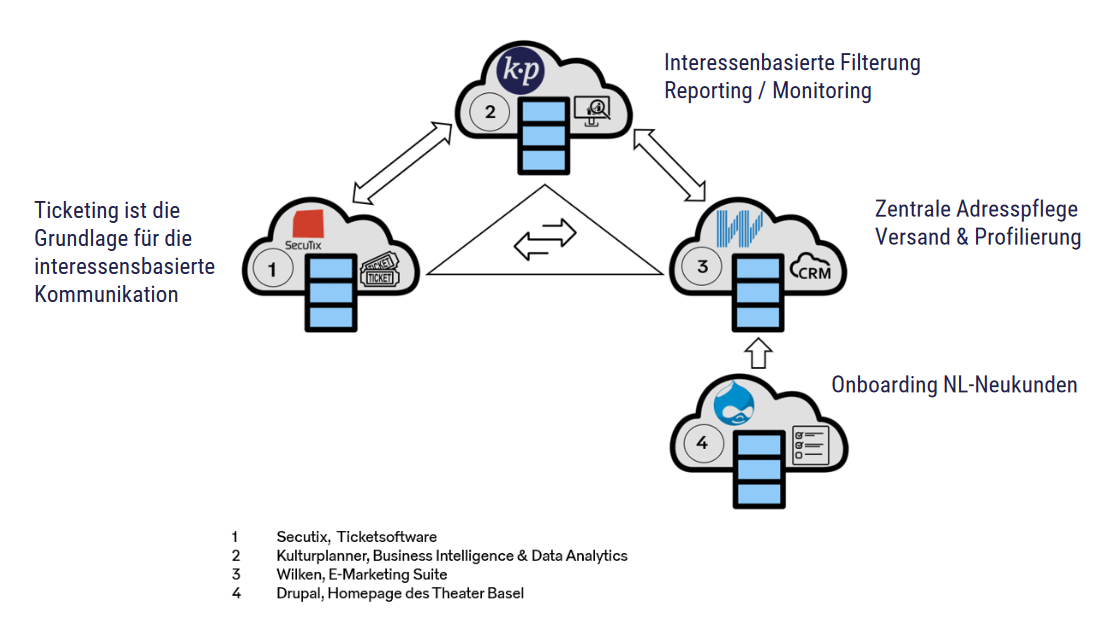 k·p
2
Interessenbasierte Filterung
Reporting / Monitoring
Ticketing ist die
Grundlage für die
interessensbasierte
Kommunikation
SECUTIX
1
TICKET
TICKET
Zentrale Adresspflege
Versand & Profilierung
W
3
CRM
Onboarding NL-Neukunden
4
1 Secutix, Ticketsoftware
2 Kulturplanner, Business Intelligence & Data Analytics
3 Wilken, E-Marketing Suite
4 Drupal, Homepage des Theater Basel